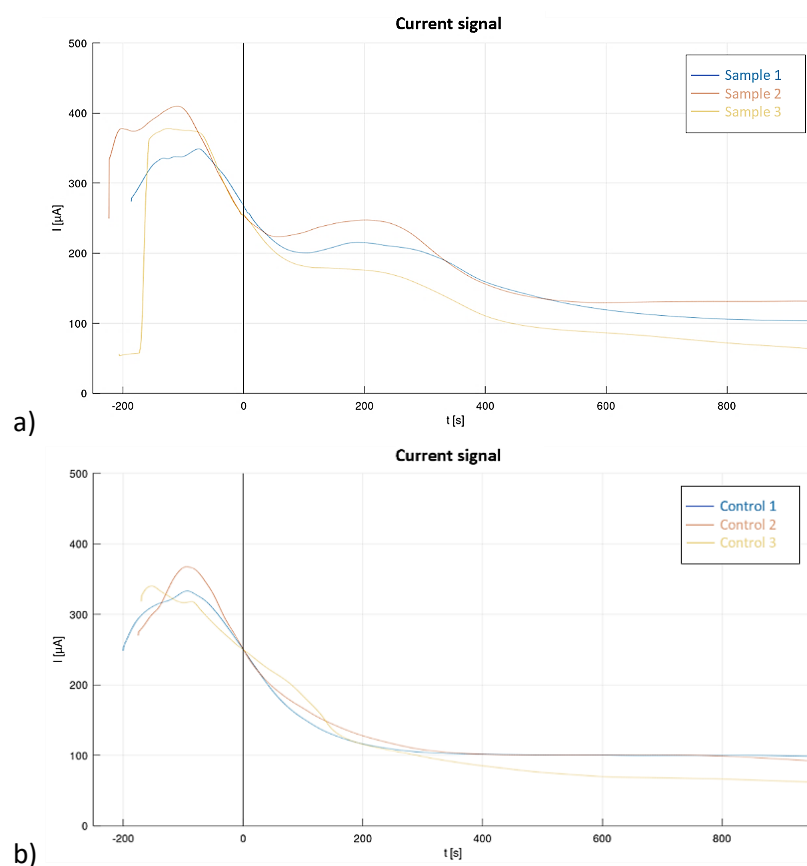 Current signal
500
400
300
200
100
0
I [µA]
-200
0
200
400
600
800
t [s]
Sample 1
Sample 2
Sample 3
a)
Current signal
500
400
300
200
100
0
I [µA]
-200
0
200
400
600
800
t [s]
Control 1
Control 2
Control 3
b)